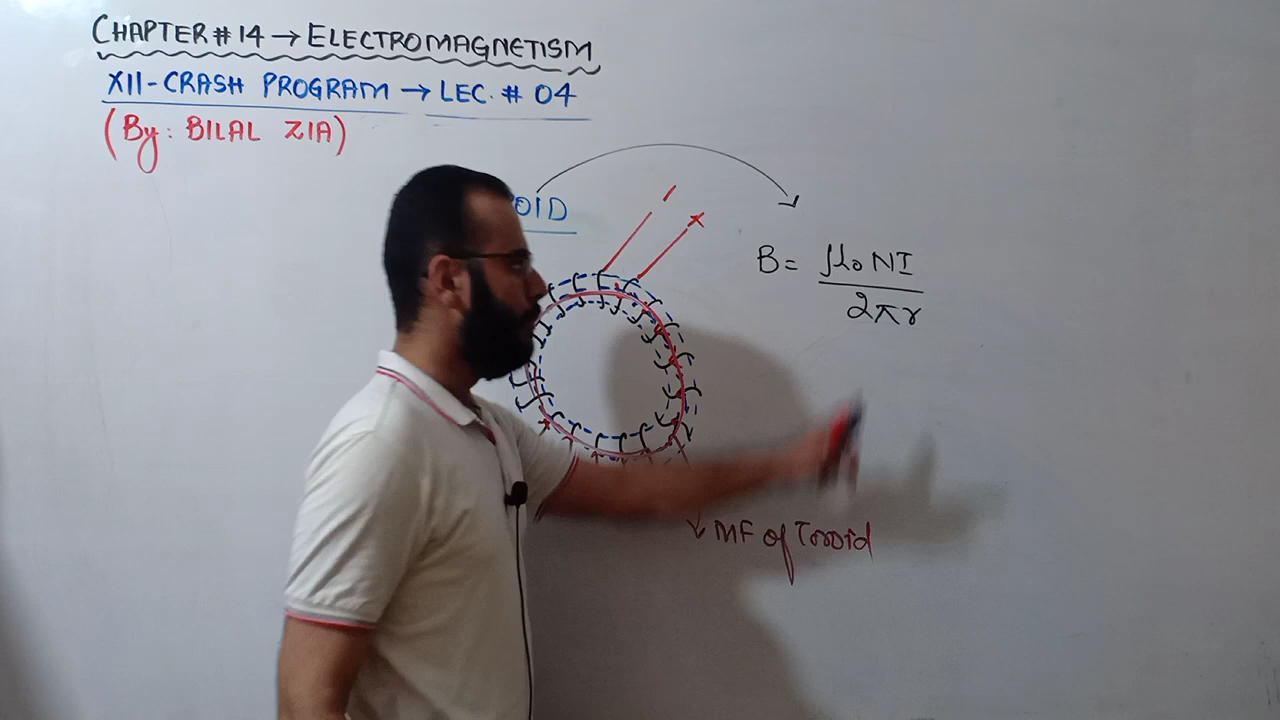 CHAPTER # 14 → ELECTROMAGNETISM
XII-CRASH PROGRAM → LEC. # 04
(By: BILAL ZIA)
OID
B = μ₀NI / 2πr
MF of Toroid